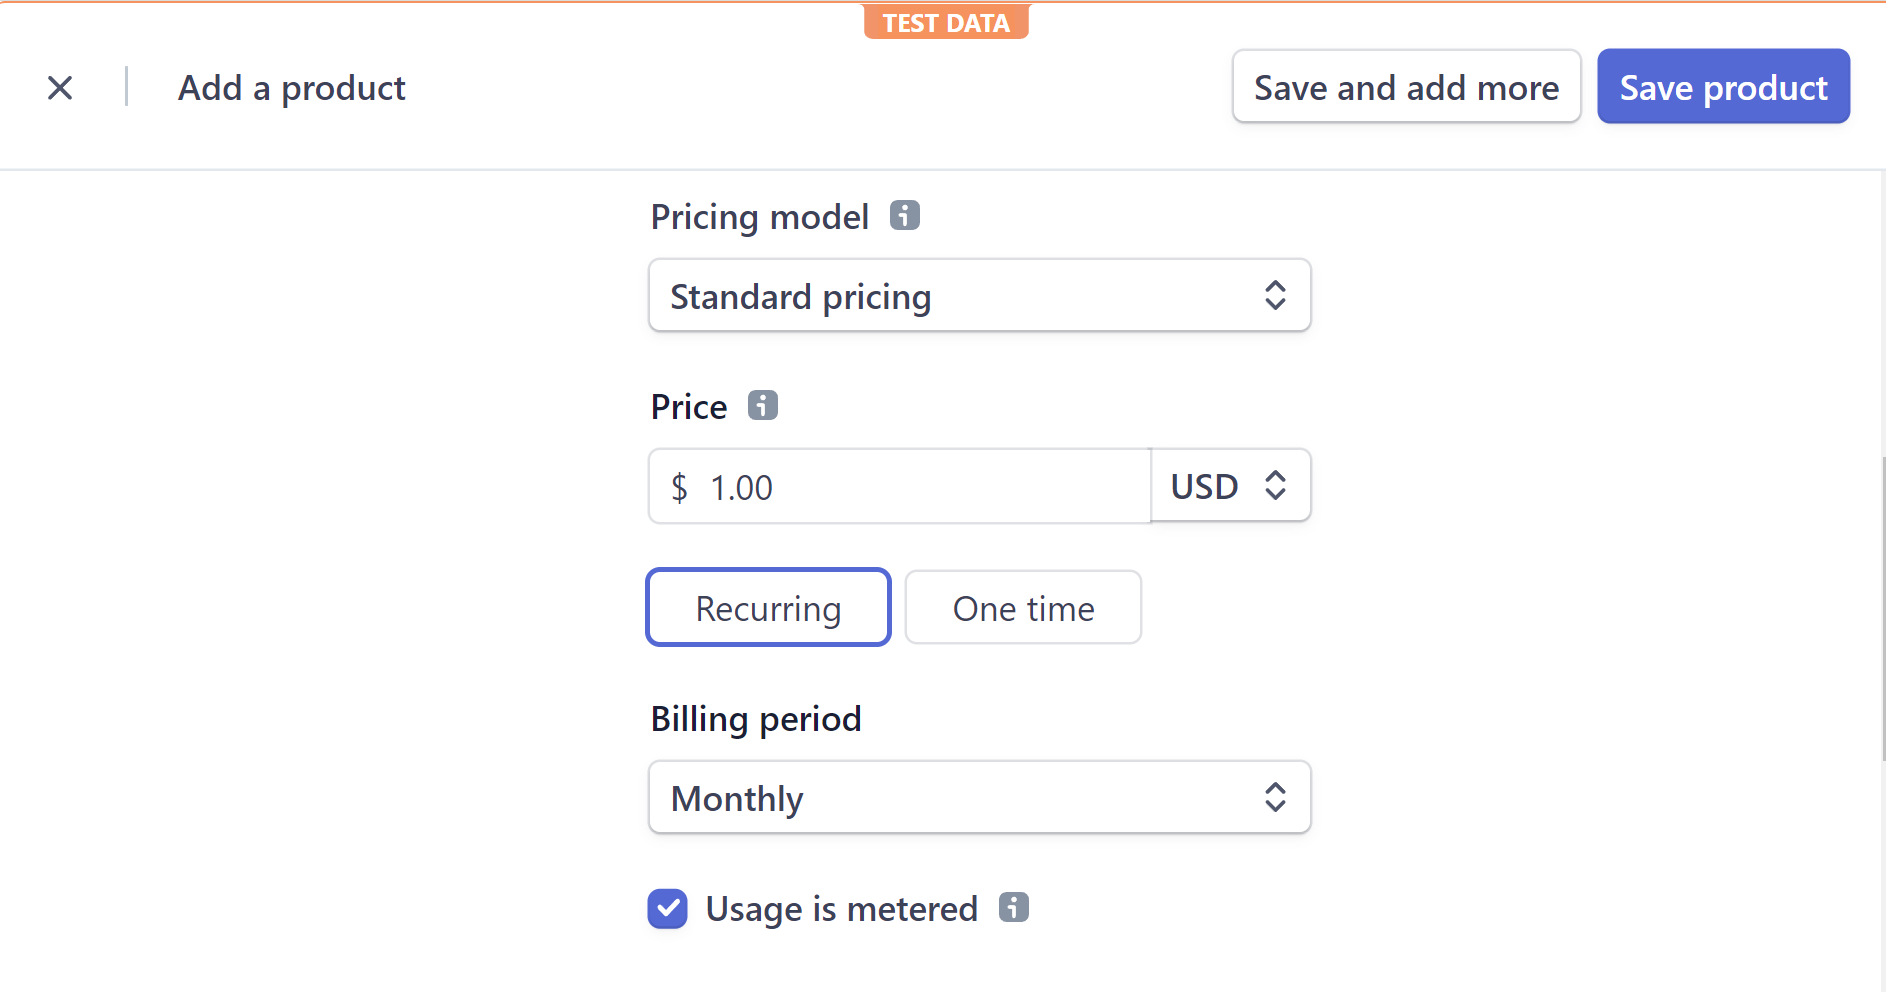 TEST DATA
Add a product
Save and add more
Save product
Pricing model
Standard pricing
Price
$ 1.00
USD
Recurring
One time
Billing period
Monthly
Usage is metered